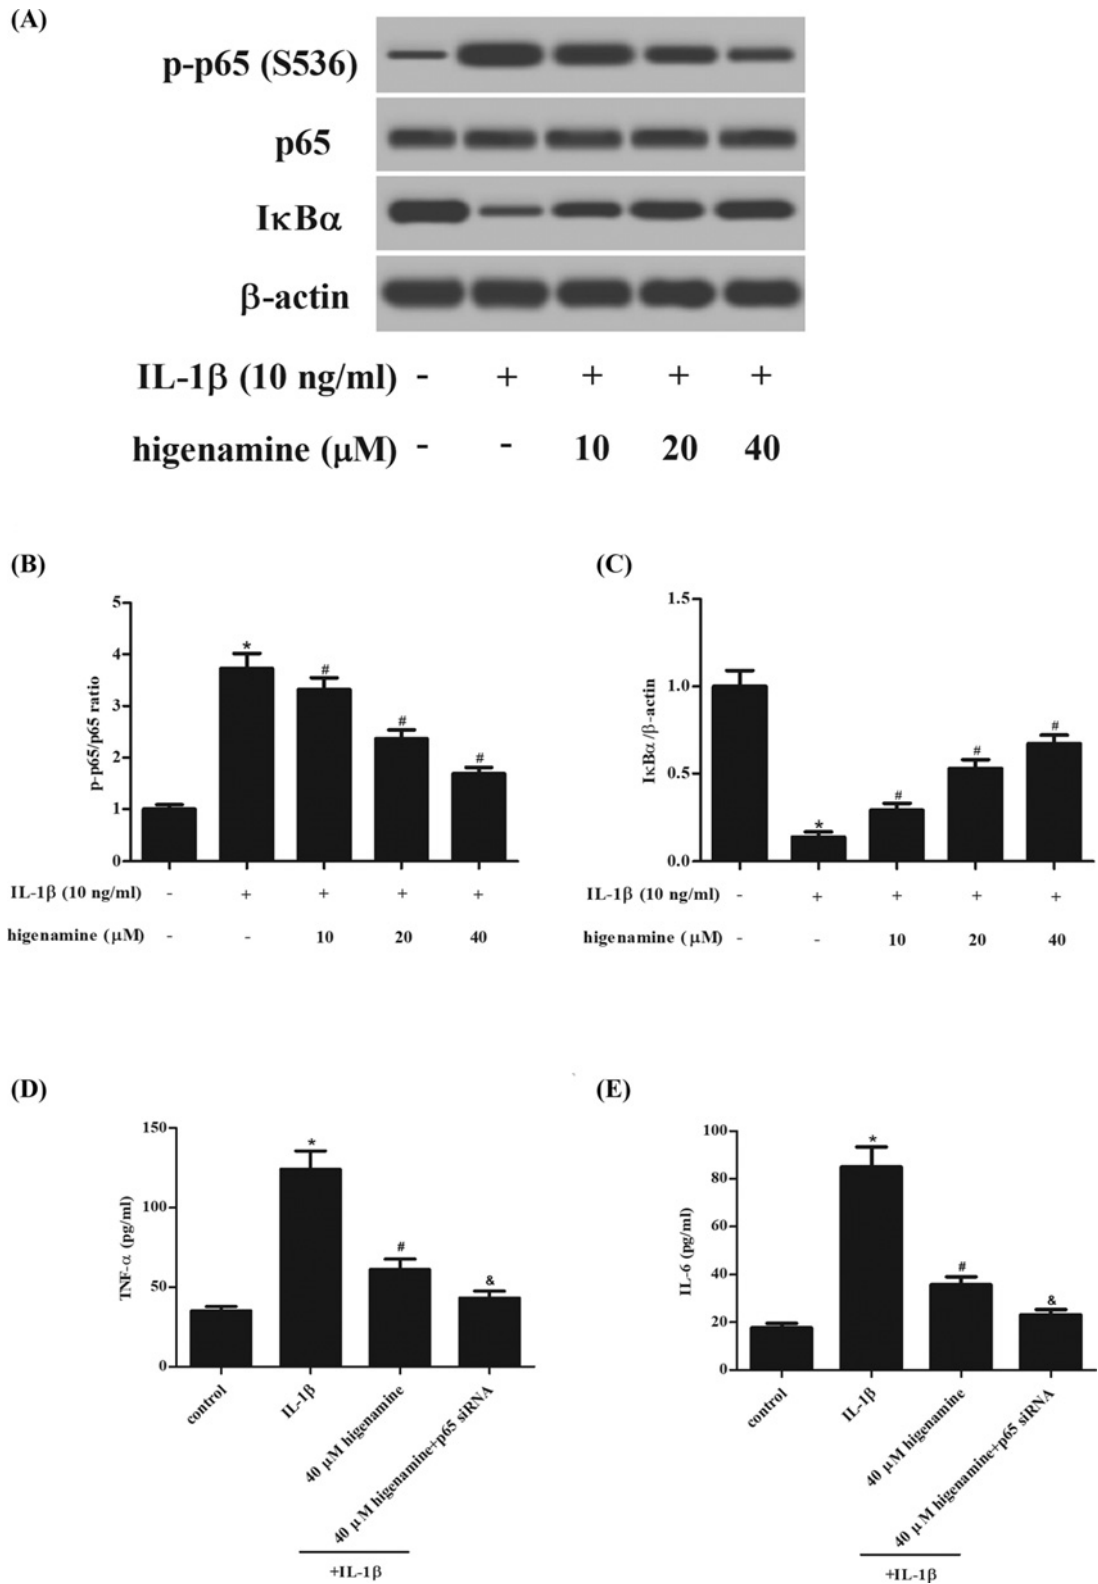 (A)
p-p65 (S536)
p65
IκBα
β-actin
IL-1β (10 ng/ml) - + + + +
higenamine (μM) - - 10 20 40
(B)
5
4
3
2
1
0
p-p65/p65 ratio
*
#
#
#
IL-1β (10 ng/ml) - + + + +
higenamine (μM) - - 10 20 40
(C)
1.5
1.0
0.5
0.0
IκBα/β-actin
*
#
#
#
IL-1β (10 ng/ml) - + + + +
higenamine (μM) - - 10 20 40
(D)
150
100
50
0
TNF-α (pg/ml)
*
#
&
control
IL-1β
40 μM higenamine
40 μM higenamine+p65 siRNA
+IL-1β
(E)
100
80
60
40
20
0
IL-6 (pg/ml)
*
#
&
control
IL-1β
40 μM higenamine
40 μM higenamine+p65 siRNA
+IL-1β